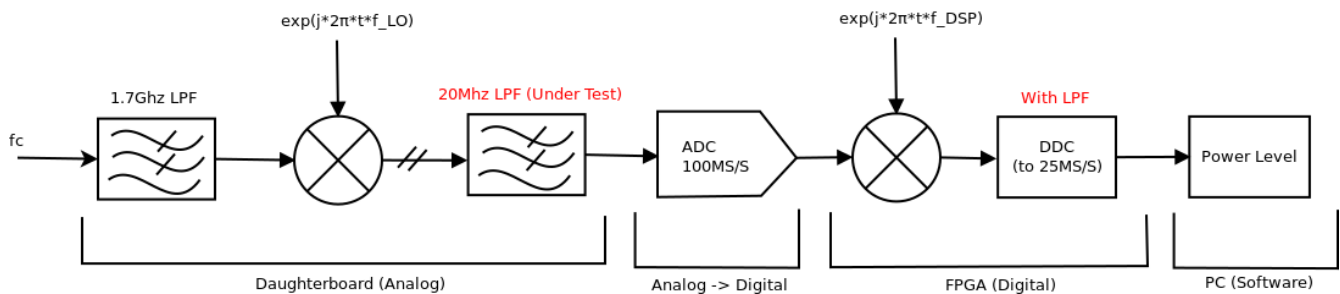 exp(j*2π*t*f_LO)
exp(j*2π*t*f_DSP)
1.7Ghz LPF
20Mhz LPF (Under Test)
With LPF
fc
ADC
100MS/S
DDC
(to 25MS/S)
Power Level
Daughterboard (Analog)
Analog -> Digital
FPGA (Digital)
PC (Software)